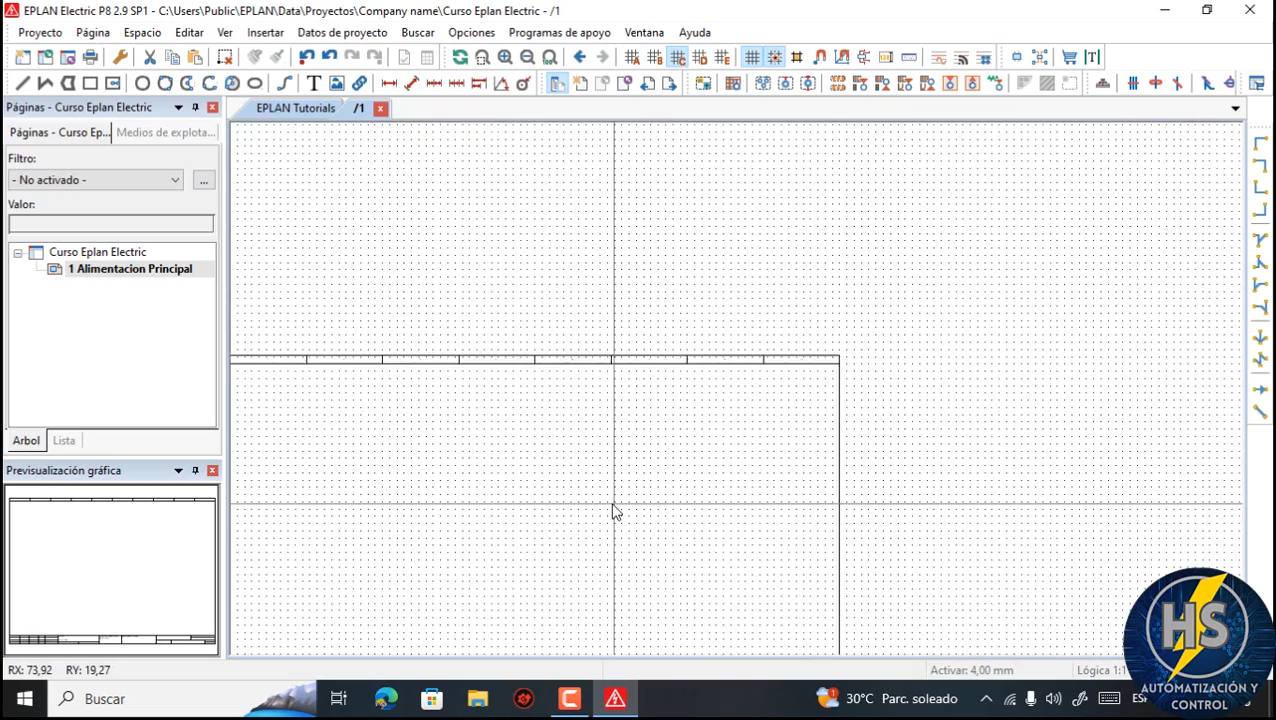 EPLAN Electric P8 2.9 SP1 - C:\Users\Public\EPLAN\Data\Proyectos\Company name\Curso Eplan Electric - /1
Proyecto Página Espacio Editar Ver Insertar Datos de proyecto Buscar Opciones Programas de apoyo Ventana Ayuda
Páginas - Curso Eplan Electric
EPLAN Tutorials /1
Páginas - Curso Ep... Medios de explota...
Filtro:
- No activado -
...
Valor:
Curso Eplan Electric
1 Alimentacion Principal
Arbol Lista
Previsualización gráfica
RX: 73,92 RY: 19,27
Activar: 4,00 mm
Lógica 1:1
HS
AUTOMATIZACIÓN Y
CONTROL
Buscar
30°C Parc. soleado